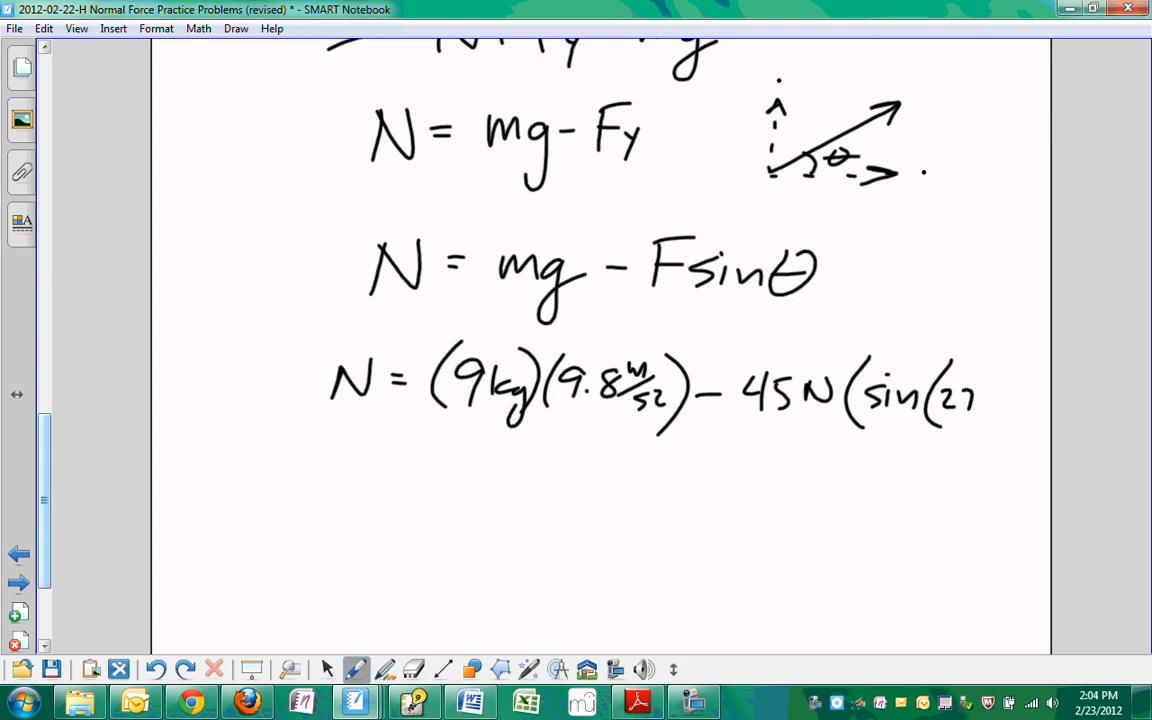 2012-02-22-H Normal Force Practice Problems (revised) * - SMART Notebook
File Edit View Insert Format Math Draw Help
N = mg - Fy
θ
N = mg - Fsinθ
N = (9kg)(9.8 m/s2) - 45N (sin(27
2:04 PM
2/23/2012